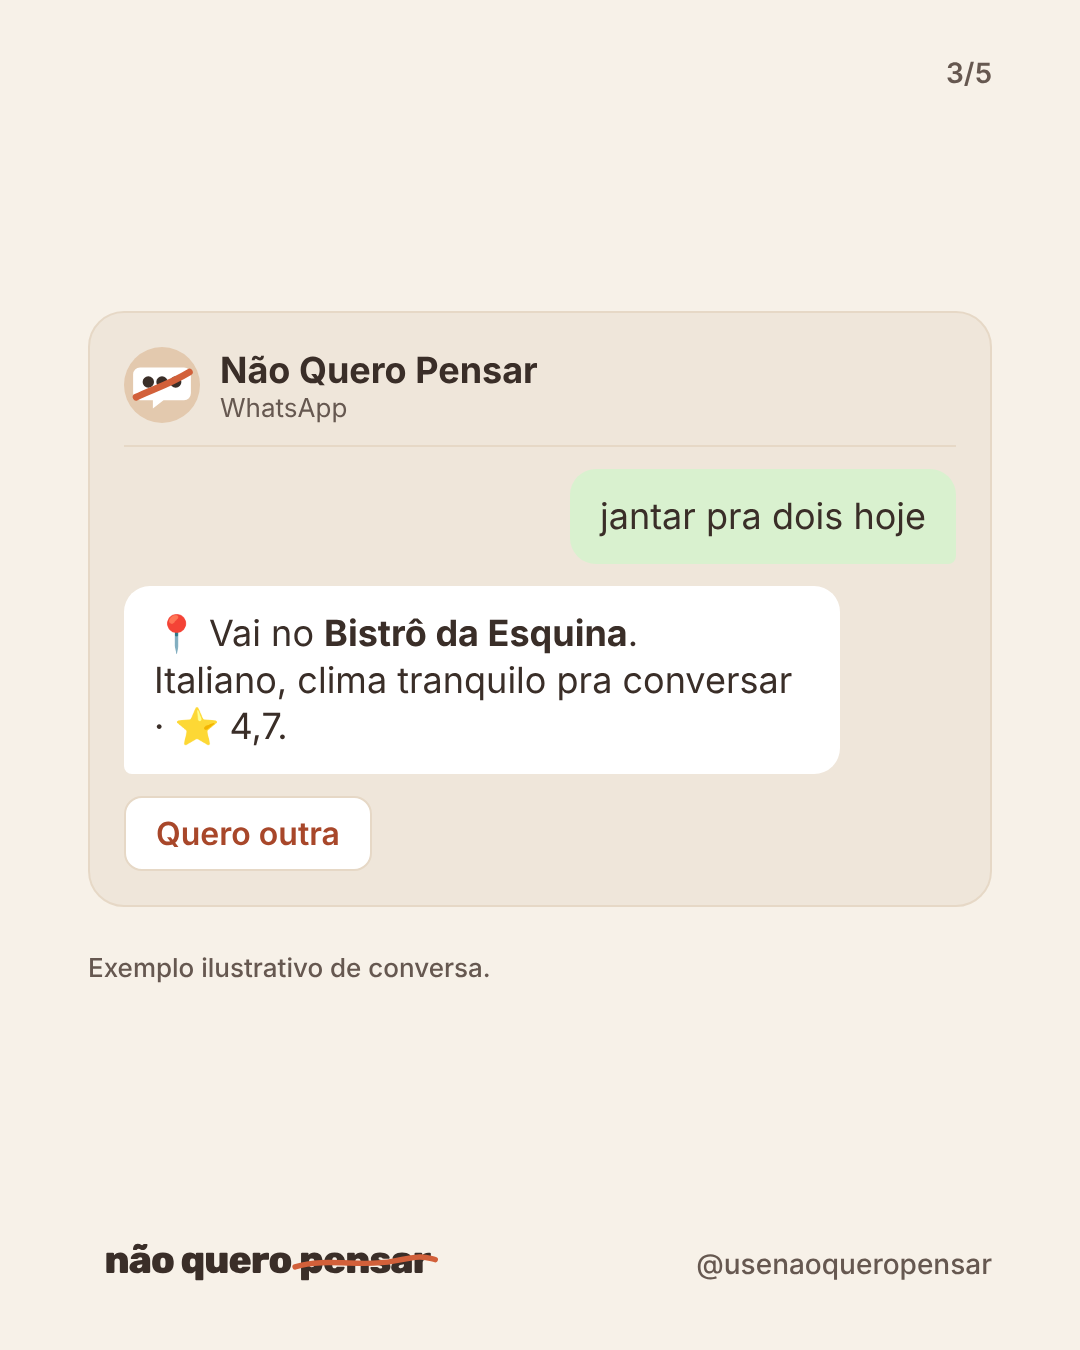 3/5
Não Quero Pensar
WhatsApp
jantar pra dois hoje
📍 Vai no Bistrô da Esquina.
Italiano, clima tranquilo pra conversar
· ⭐ 4,7.
Quero outra
Exemplo ilustrativo de conversa.
não quero pensar
@usenaoqueropensar